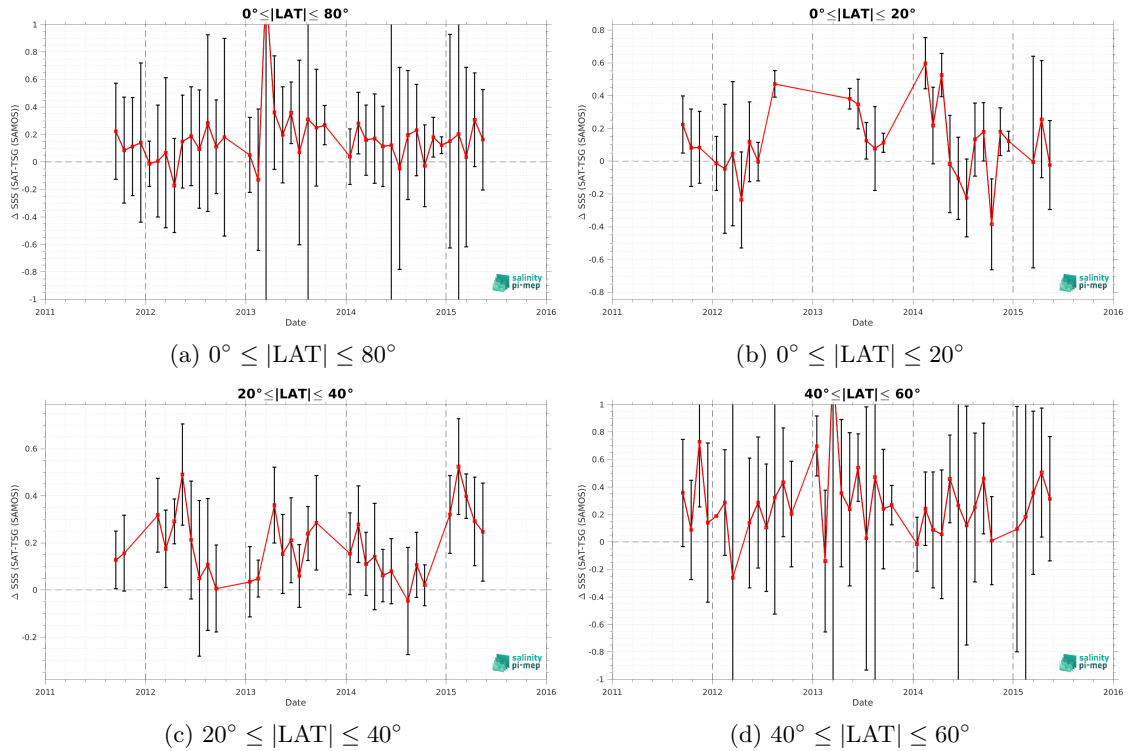 0°≤|LAT|≤ 80°
Δ SSS (SAT-TSG (SAMOS))
1
0.8
0.6
0.4
0.2
0
-0.2
-0.4
-0.6
-0.8
-1
2011 2012 2013 2014 2015 2016
Date
salinity
pi-mep
(a) 0° ≤ |LAT| ≤ 80°
0°≤|LAT|≤ 20°
Δ SSS (SAT-TSG (SAMOS))
0.8
0.6
0.4
0.2
0
-0.2
-0.4
-0.6
-0.8
2011 2012 2013 2014 2015 2016
Date
salinity
pi-mep
(b) 0° ≤ |LAT| ≤ 20°
20°≤|LAT|≤ 40°
Δ SSS (SAT-TSG (SAMOS))
0.6
0.4
0.2
0
-0.2
2011 2012 2013 2014 2015 2016
Date
salinity
pi-mep
(c) 20° ≤ |LAT| ≤ 40°
40°≤|LAT|≤ 60°
Δ SSS (SAT-TSG (SAMOS))
1
0.8
0.6
0.4
0.2
0
-0.2
-0.4
-0.6
-0.8
-1
2011 2012 2013 2014 2015 2016
Date
salinity
pi-mep
(d) 40° ≤ |LAT| ≤ 60°